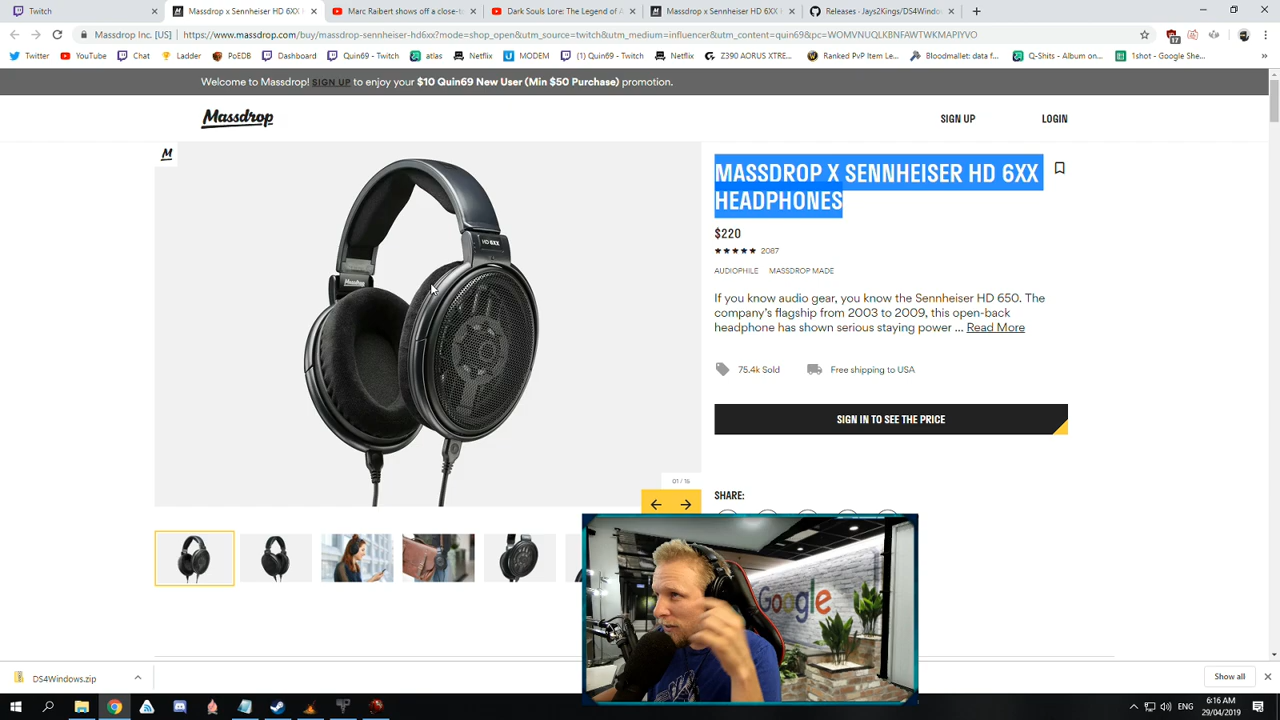 Twitch
Massdrop x Sennheiser HD 6XX H
Marc Raibert shows off a close-t
Dark Souls Lore: The Legend of A
Massdrop x Sennheiser HD 6XX H
Releases · Jays2Kings/DS4Windo
Massdrop Inc. [US]
https://www.massdrop.com/buy/massdrop-sennheiser-hd6xx?mode=shop_open&utm_source=twitch&utm_medium=influencer&utm_content=quin69&pc=WOMVNUQLKBNFAWTWKMAPIYVO
17
Twitter
YouTube
Chat
Ladder
PoEDB
Dashboard
Quin69 - Twitch
atlas
Netflix
MODEM
(1) Quin69 - Twitch
Netflix
Z390 AORUS XTRE...
Ranked PvP Item Le...
Bloodmallet: data f...
Q-Shits - Album on...
1shot - Google She...
»
Welcome to Massdrop! SIGN UP to enjoy your $10 Quin69 New User (Min $50 Purchase) promotion.
Massdrop
SIGN UP
LOGIN
M
HD 6XX
Massdrop
MASSDROP X SENNHEISER HD 6XX
HEADPHONES
$220
★★★★★ 2087
AUDIOPHILE
MASSDROP MADE
If you know audio gear, you know the Sennheiser HD 650. The
company's flagship from 2003 to 2009, this open-back
headphone has shown serious staying power ... Read More
75.4k Sold
Free shipping to USA
SIGN IN TO SEE THE PRICE
01 / 16
SHARE:
Google
DS4Windows.zip
Show all
ENG
6:16 AM
29/04/2019